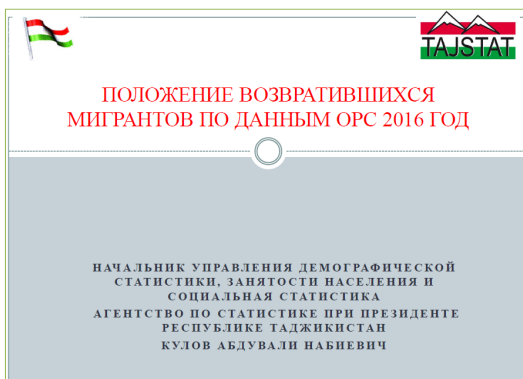 TAJSTAT
ПОЛОЖЕНИЕ ВОЗВРАТИВШИХСЯ
МИГРАНТОВ ПО ДАННЫМ ОРС 2016 ГОД
НАЧАЛЬНИК УПРАВЛЕНИЯ ДЕМОГРАФИЧЕСКОЙ
СТАТИСТИКИ, ЗАНЯТОСТИ НАСЕЛЕНИЯ И
СОЦИАЛЬНАЯ СТАТИСТИКА
АГЕНТСТВО ПО СТАТИСТИКЕ ПРИ ПРЕЗИДЕНТЕ
РЕСПУБЛИКЕ ТАДЖИКИСТАН
КУЛОВ АБДУВАЛИ НАБИЕВИЧ